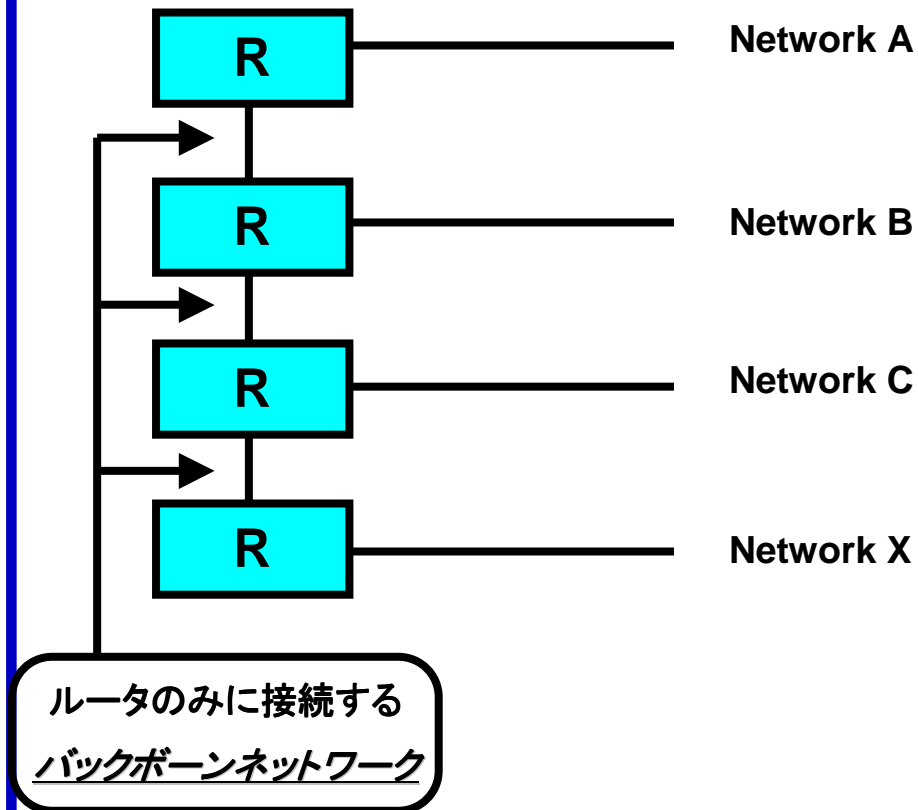 R
Network A
R
Network B
R
Network C
R
Network X
ルータのみに接続する
バックボーンネットワーク